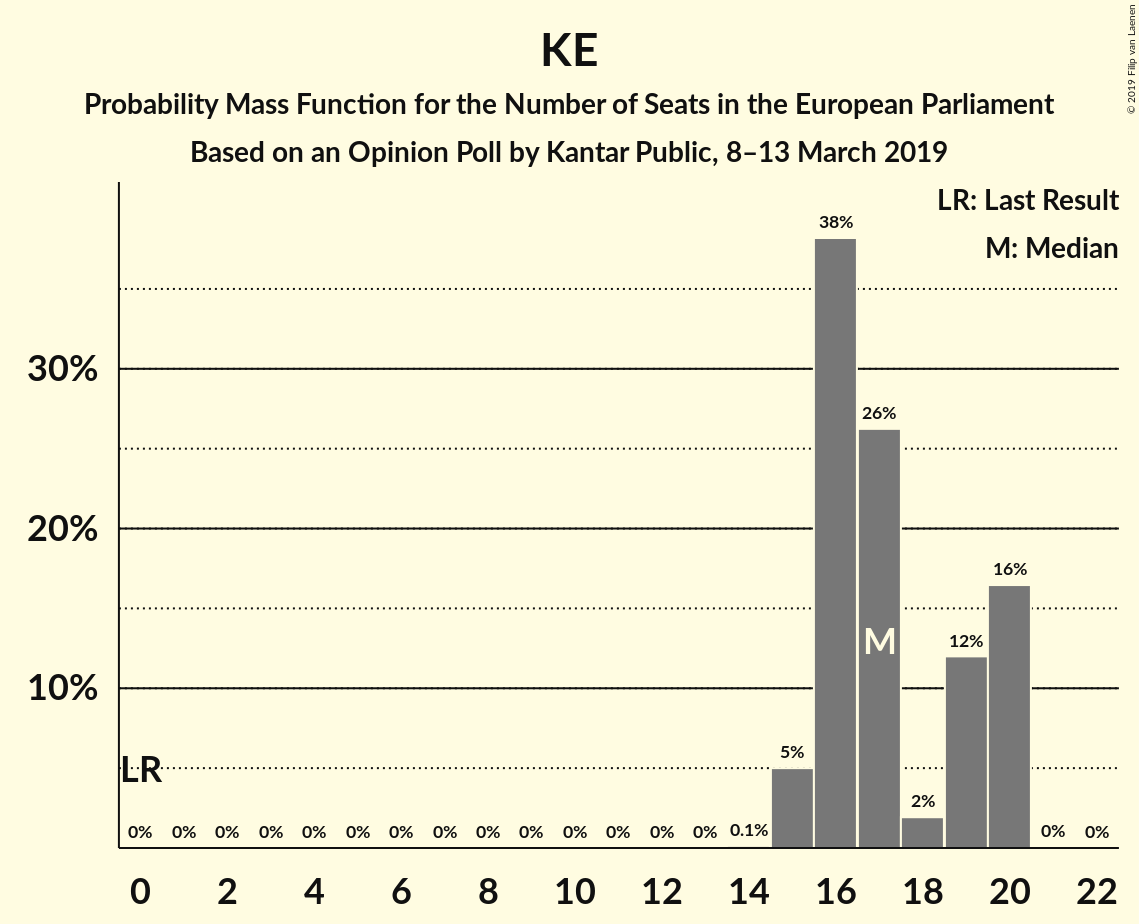 © 2019 Filip van Laenen
KE
Probability Mass Function for the Number of Seats in the European Parliament
Based on an Opinion Poll by Kantar Public, 8–13 March 2019
LR: Last Result
M: Median
38%
30%
26%
20%
16%
M
12%
10%
5%
LR
2%
0% 0% 0% 0% 0% 0% 0% 0% 0% 0% 0% 0% 0% 0% 0.1% 0% 0%
0 2 4 6 8 10 12 14 16 18 20 22